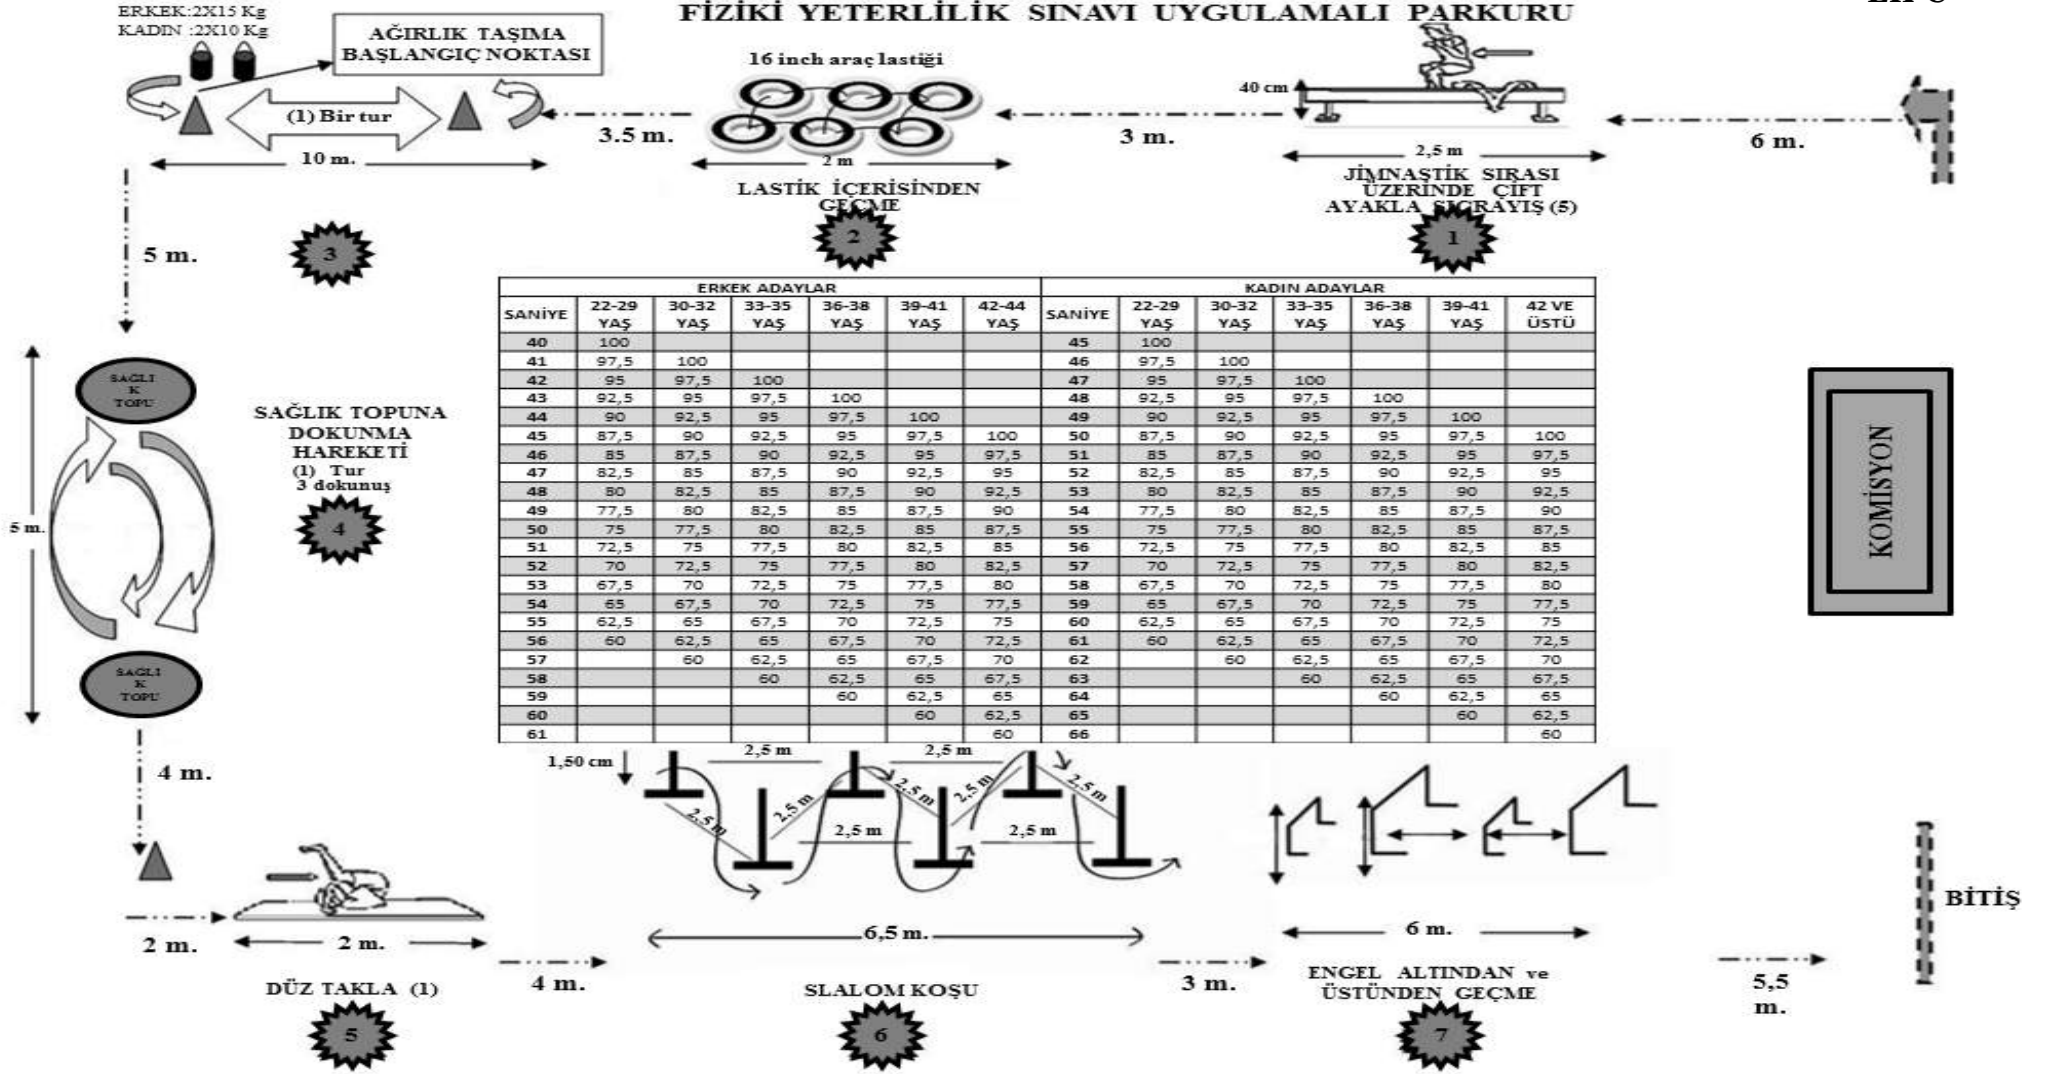 FİZİKİ YETERLİLİK SINAVI UYGULAMALI PARKURU
ERKEK:2X15 Kg
KADIN :2X10 Kg
AĞIRLIK TAŞIMA
BAŞLANGIÇ NOKTASI
(1) Bir tur
10 m.
3.5 m.
16 inch araç lastiği
2 m
LASTİK İÇERİSİNDEN
GEÇME
2
3 m.
40 cm
2,5 m
JİMNASTİK SIRASI
ÜZERİNDE ÇİFT
AYAKLA SIÇRAYIŞ (5)
1
6 m.
3
5 m.
SAĞLI
K
TOPU
SAĞLIK TOPUNA
DOKUNMA
HAREKETİ
(1) Tur
3 dokunuş
4
5 m.
SAĞLI
K
TOPU
ERKEK ADAYLAR KADIN ADAYLAR
SANİYE 22-29 YAŞ 30-32 YAŞ 33-35 YAŞ 36-38 YAŞ 39-41 YAŞ 42-44 YAŞ SANİYE 22-29 YAŞ 30-32 YAŞ 33-35 YAŞ 36-38 YAŞ 39-41 YAŞ 42 VE ÜSTÜ
40 100 45 100
41 97,5 100 46 97,5 100
42 95 97,5 100 47 95 97,5 100
43 92,5 95 97,5 100 48 92,5 95 97,5 100
44 90 92,5 95 97,5 100 49 90 92,5 95 97,5 100
45 87,5 90 92,5 95 97,5 100 50 87,5 90 92,5 95 97,5 100
46 85 87,5 90 92,5 95 97,5 51 85 87,5 90 92,5 95 97,5
47 82,5 85 87,5 90 92,5 95 52 82,5 85 87,5 90 92,5 95
48 80 82,5 85 87,5 90 92,5 53 80 82,5 85 87,5 90 92,5
49 77,5 80 82,5 85 87,5 90 54 77,5 80 82,5 85 87,5 90
50 75 77,5 80 82,5 85 87,5 55 75 77,5 80 82,5 85 87,5
51 72,5 75 77,5 80 82,5 85 56 72,5 75 77,5 80 82,5 85
52 70 72,5 75 77,5 80 82,5 57 70 72,5 75 77,5 80 82,5
53 67,5 70 72,5 75 77,5 80 58 67,5 70 72,5 75 77,5 80
54 65 67,5 70 72,5 75 77,5 59 65 67,5 70 72,5 75 77,5
55 62,5 65 67,5 70 72,5 75 60 62,5 65 67,5 70 72,5 75
56 60 62,5 65 67,5 70 72,5 61 60 62,5 65 67,5 70 72,5
57 60 62,5 65 67,5 70 62 60 62,5 65 67,5 70
58 60 62,5 65 67,5 63 60 62,5 65 67,5
59 60 62,5 65 64 60 62,5 65
60 60 62,5 65 60 62,5
61 60 66 60
KOMİSYON
4 m.
2 m.
2 m.
DÜZ TAKLA (1)
5
4 m.
1,50 cm
2,5 m
2,5 m
2,5 m
2,5 m
2,5 m
2,5 m
2,5 m
2,5 m
2,5 m
6,5 m.
SLALOM KOŞU
6
3 m.
6 m.
ENGEL ALTINDAN ve
ÜSTÜNDEN GEÇME
7
5,5
m.
BİTİŞ